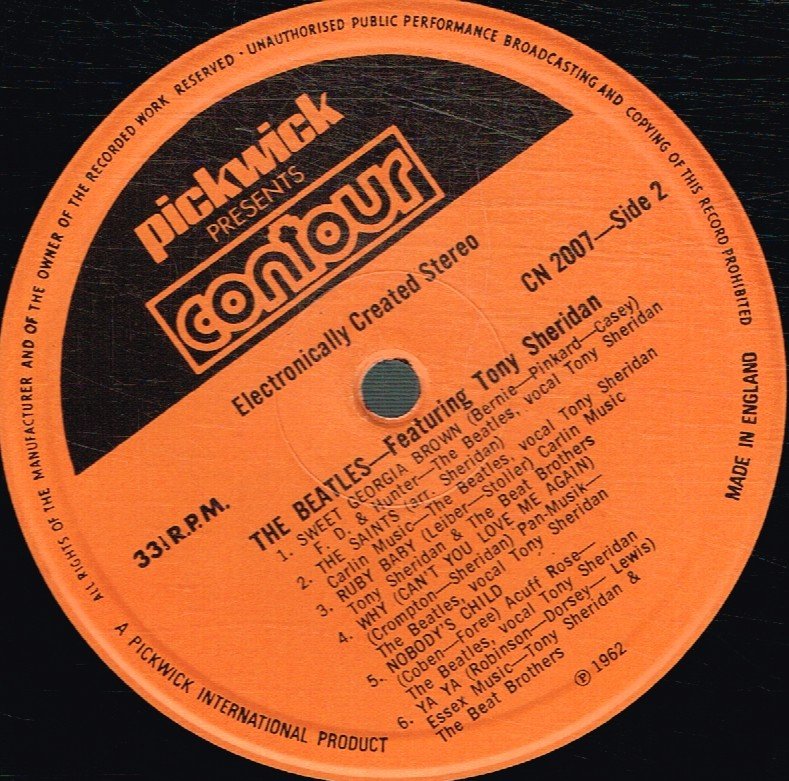 ALL RIGHTS OF THE MANUFACTURER AND OF THE OWNER OF THE RECORDED WORK RESERVED · UNAUTHORISED PUBLIC PERFORMANCE BROADCASTING AND COPYING OF THIS RECORD PROHIBITED
MADE IN ENGLAND
pickwick
PRESENTS
contour
Electronically Created Stereo
CN 2007—Side 2
33⅓ R.P.M.
THE BEATLES—Featuring Tony Sheridan
1. SWEET GEORGIA BROWN (Bernie—Pinkard—Casey)
F. D. & Hunter—The Beatles, vocal Tony Sheridan
2. THE SAINTS (arr. Sheridan)
Carlin Music—The Beatles, vocal Tony Sheridan
3. RUBY BABY (Leiber—Stoller) Carlin Music
Tony Sheridan & The Beat Brothers
4. WHY (CAN'T YOU LOVE ME AGAIN)
(Crompton—Sheridan) Pan-Musik—
The Beatles, vocal Tony Sheridan
5. NOBODY'S CHILD
(Coben—Foree) Acuff Rose—
The Beatles, vocal Tony Sheridan
6. YA YA (Robinson—Dorsey—Lewis)
Essex Music—Tony Sheridan &
The Beat Brothers
℗ 1962
A PICKWICK INTERNATIONAL PRODUCT